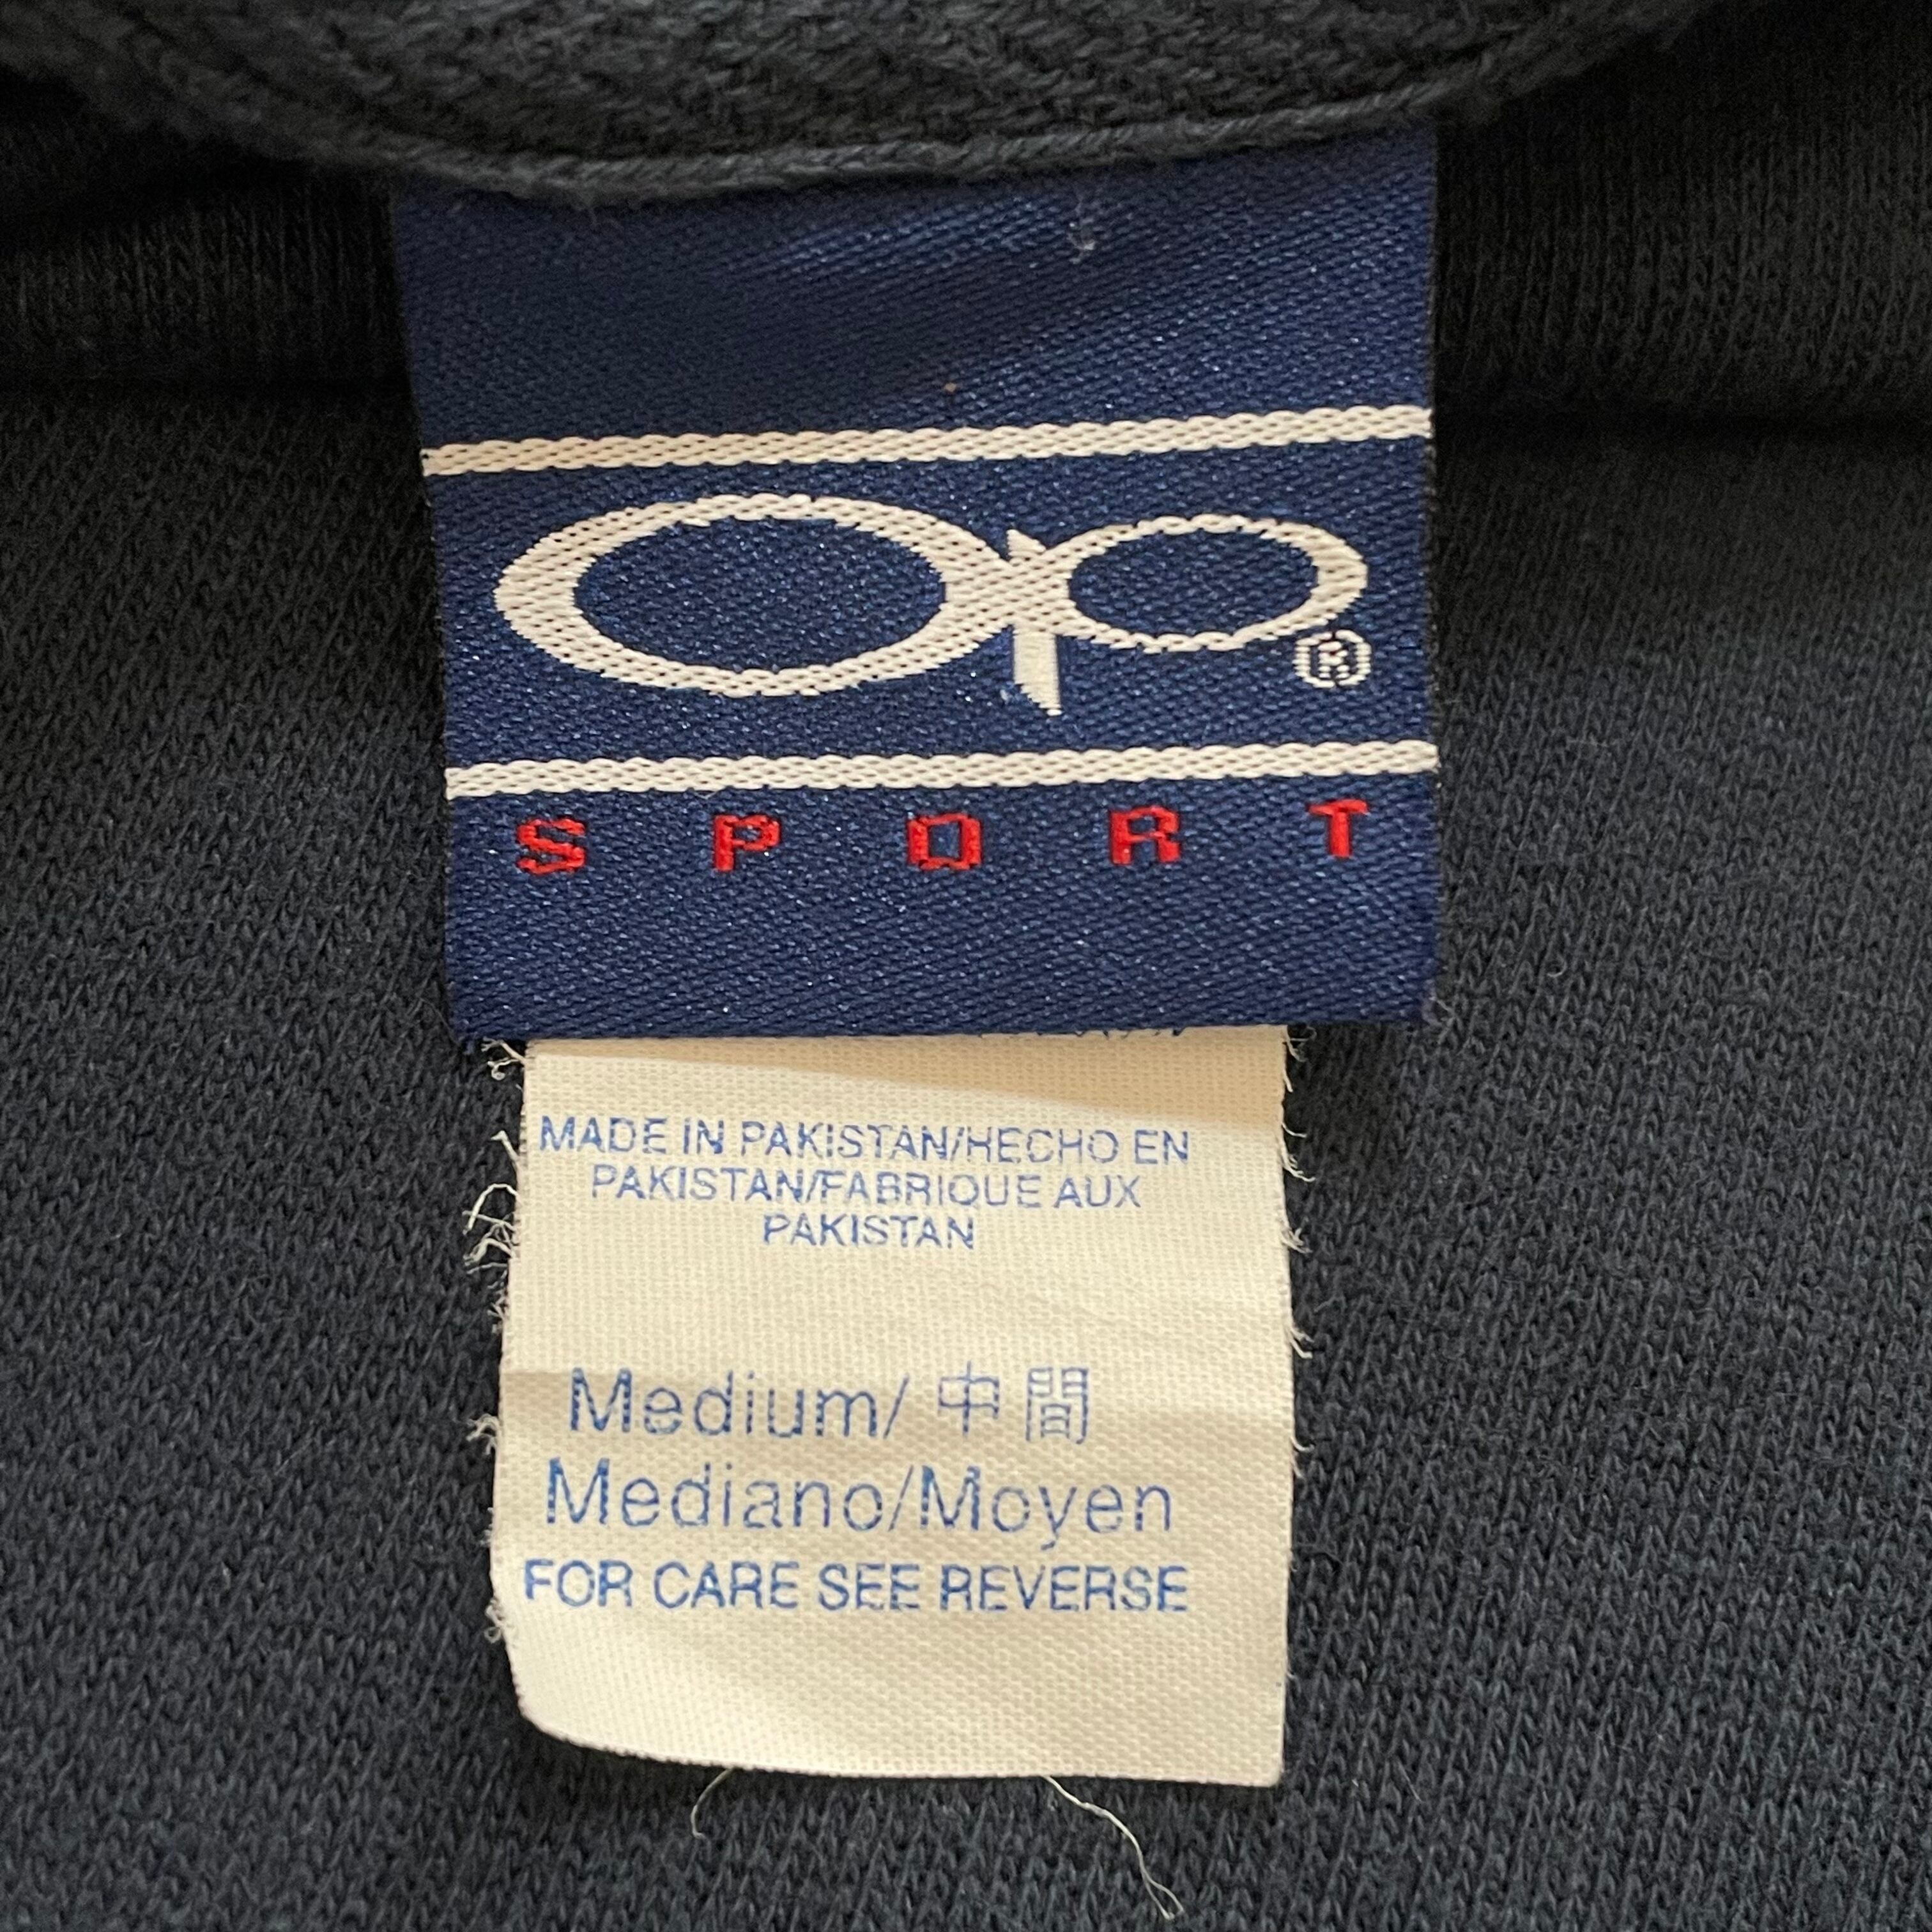 Op®
SPORT
MADE IN PAKISTAN/HECHO EN
PAKISTAN/FABRIQUE AUX
PAKISTAN
Medium/ 中間
Mediano/Moyen
FOR CARE SEE REVERSE